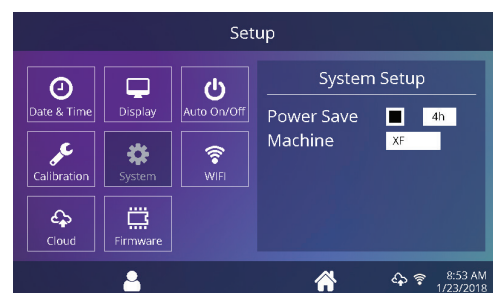 Setup
Date & Time
Display
Auto On/Off
Calibration
System
WIFI
Cloud
Firmware
System Setup
Power Save 4h
Machine XF
8:53 AM
1/23/2018